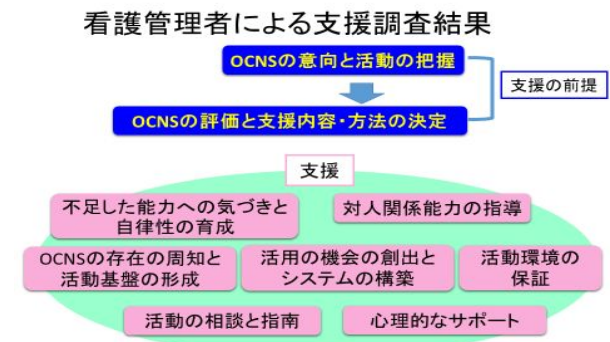 看護管理者による支援調査結果
OCNSの意向と活動の把握
支援の前提
OCNSの評価と支援内容・方法の決定
支援
不足した能力への気づきと
自律性の育成
対人関係能力の指導
OCNSの存在の周知と
活動基盤の形成
活用の機会の創出と
システムの構築
活動環境の
保証
活動の相談と指南
心理的なサポート